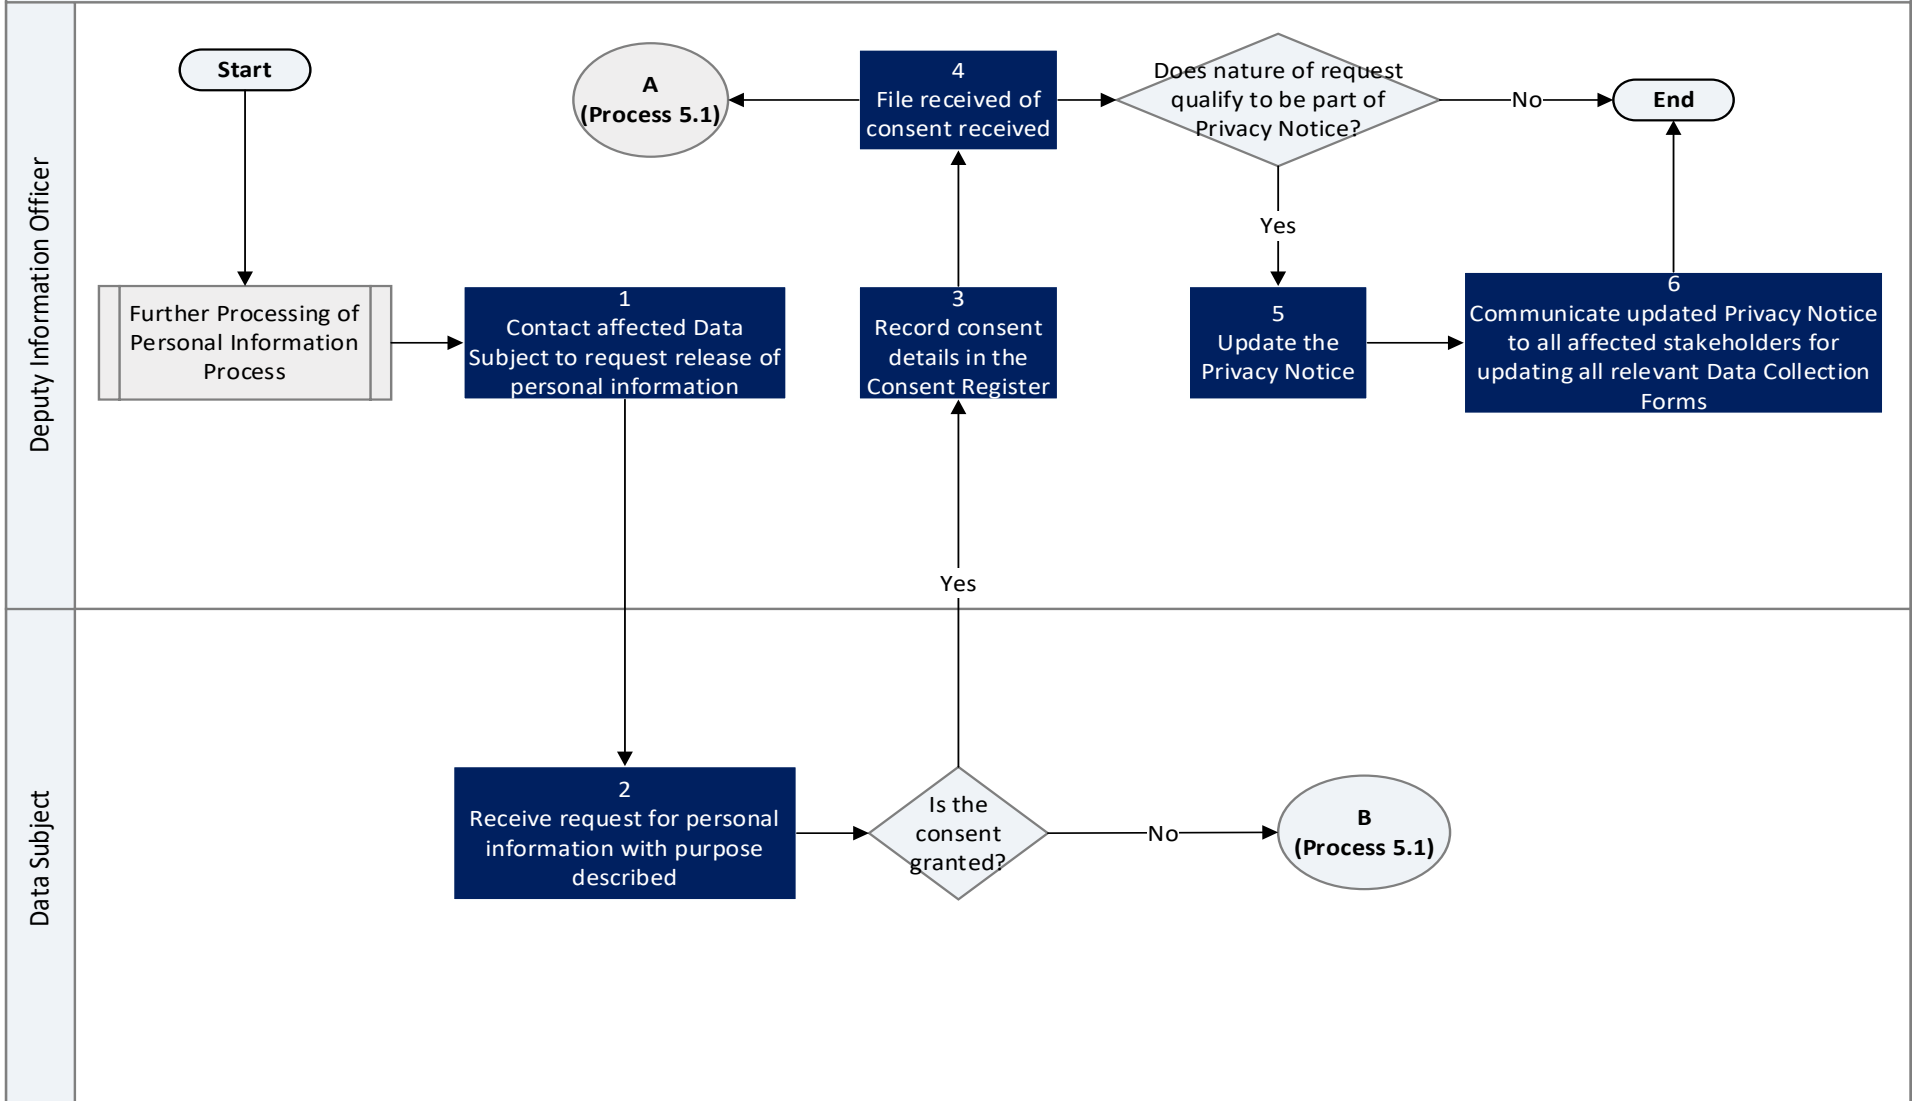 Deputy Information Officer
Start
A
(Process 5.1)
4
File received of
consent received
Does nature of request
qualify to be part of
Privacy Notice?
No
End
Yes
Further Processing of
Personal Information
Process
1
Contact affected Data
Subject to request release of
personal information
3
Record consent
details in the
Consent Register
5
Update the
Privacy Notice
6
Communicate updated Privacy Notice
to all affected stakeholders for
updating all relevant Data Collection
Forms
Yes
Data Subject
2
Receive request for personal
information with purpose
described
Is the
consent
granted?
No
B
(Process 5.1)